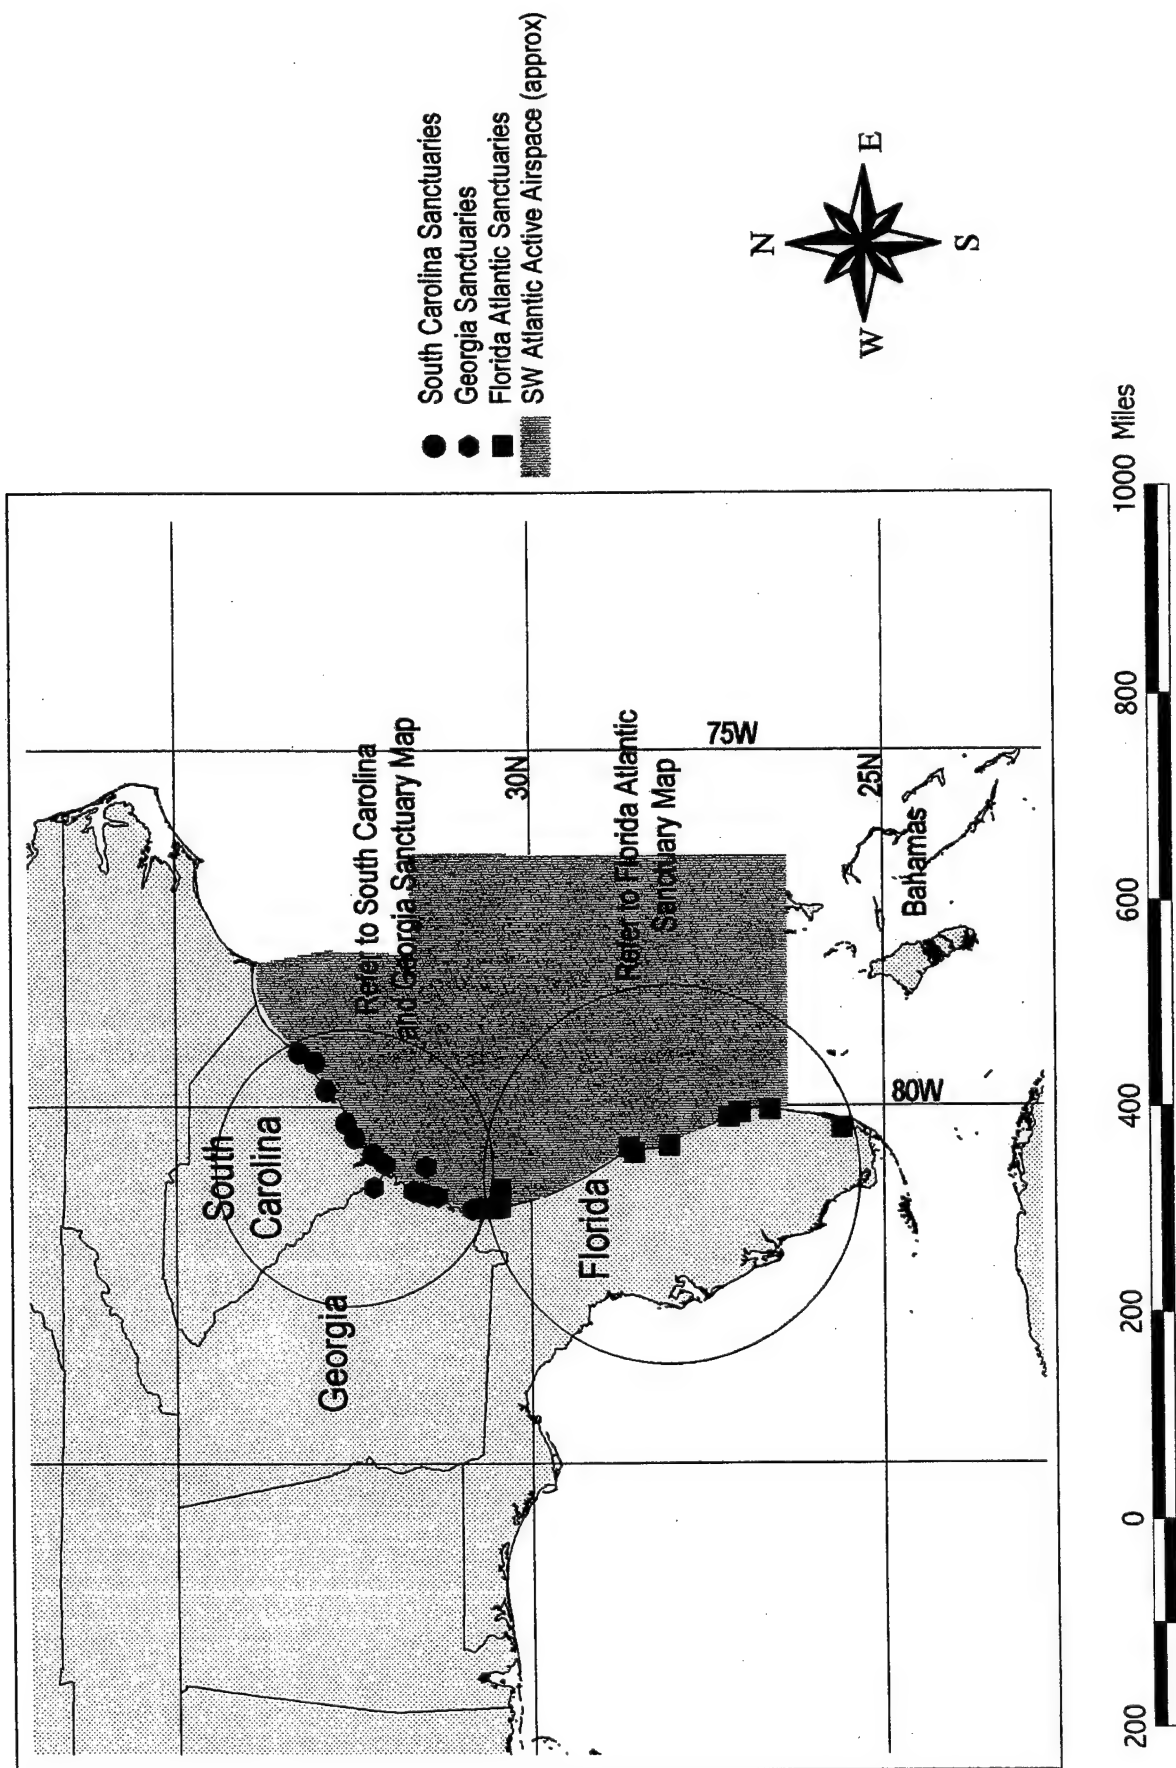 South Carolina Sanctuaries
Georgia Sanctuaries
Florida Atlantic Sanctuaries
SW Atlantic Active Airspace (approx)
N
W
E
S
South
Carolina
Georgia
Florida
Refer to South Carolina
and Georgia Sanctuary Map
30N
75W
Refer to Florida Atlantic
Sanctuary Map
25N
80W
Bahamas
200
0
200
400
600
800
1000 Miles